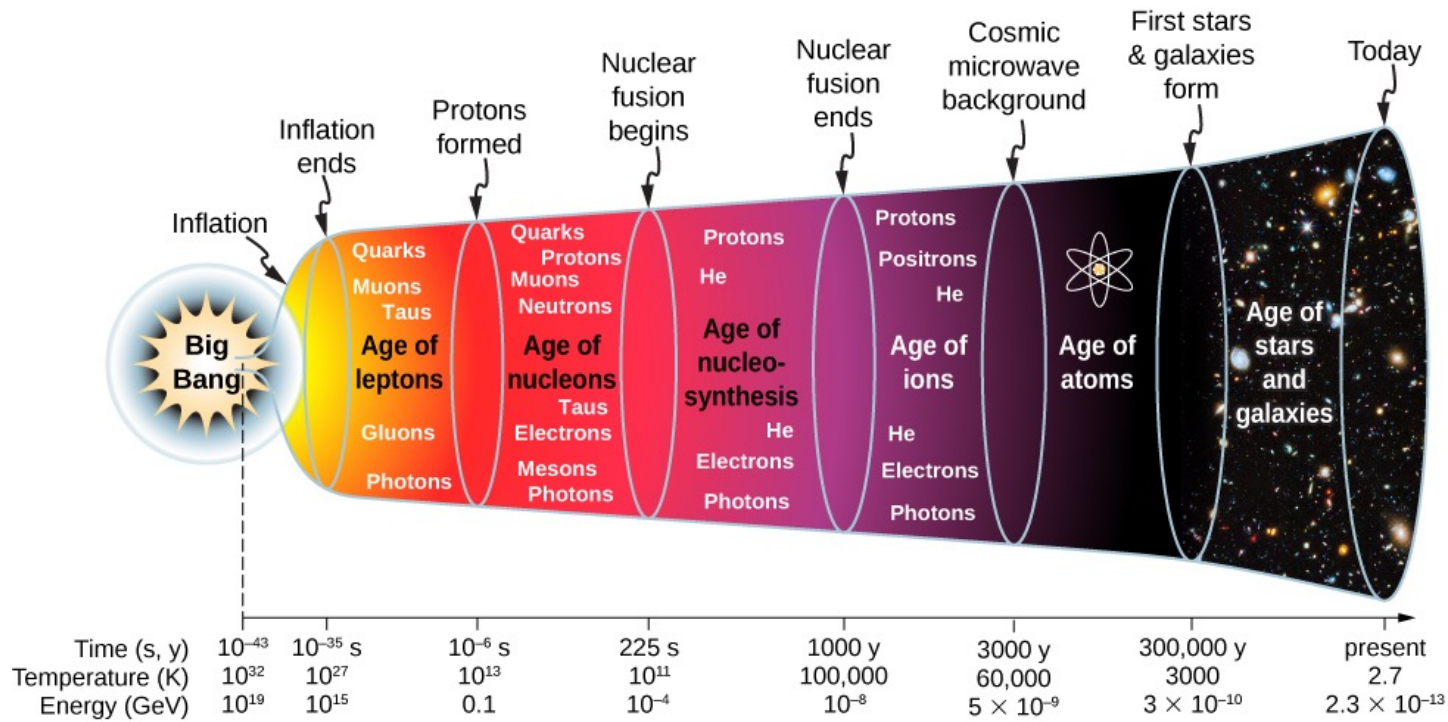 First stars
& galaxies
form
Cosmic
microwave
background
Today
Nuclear
fusion
ends
Nuclear
fusion
begins
Protons
formed
Inflation
ends
Inflation
Big
Bang
Quarks
Muons
Taus
Age of
leptons
Gluons
Photons
Quarks
Protons
Muons
Neutrons
Age of
nucleons
Taus
Electrons
Mesons
Photons
Protons
He
Age of
nucleo-
synthesis
He
Electrons
Photons
Protons
Positrons
He
Age of
ions
He
Electrons
Photons
Age of
atoms
Age of
stars
and
galaxies
Time (s, y) 10⁻⁴³ 10⁻³⁵ s 10⁻⁶ s 225 s 1000 y 3000 y 300,000 y present
Temperature (K) 10³² 10²⁷ 10¹³ 10¹¹ 100,000 60,000 3000 2.7
Energy (GeV) 10¹⁹ 10¹⁵ 0.1 10⁻⁴ 10⁻⁸ 5 × 10⁻⁹ 3 × 10⁻¹⁰ 2.3 × 10⁻¹³